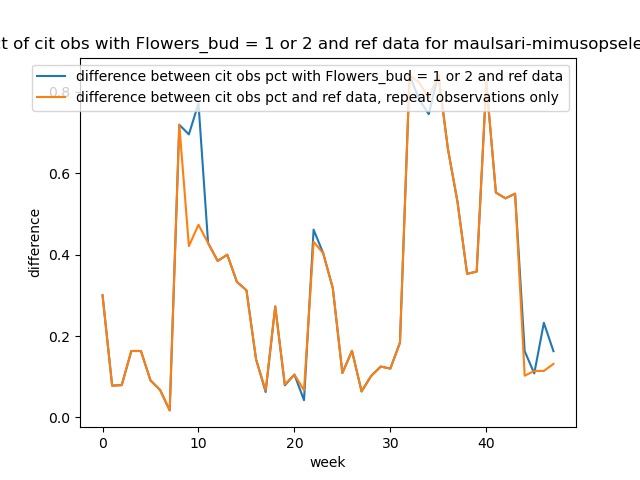 ct of cit obs with Flowers_bud = 1 or 2 and ref data for maulsari-mimusopsele
difference between cit obs pct with Flowers_bud = 1 or 2 and ref data
difference between cit obs pct and ref data, repeat observations only
0.8
0.6
0.4
0.2
0.0
difference
0 10 20 30 40
week